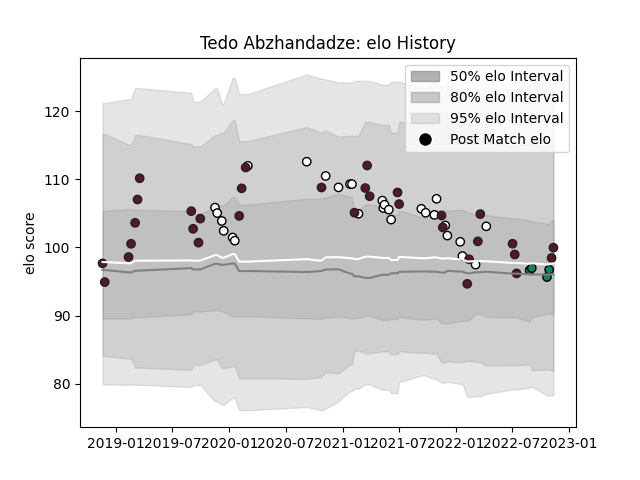 Tedo Abzhandadze: elo History
50% elo Interval
80% elo Interval
95% elo Interval
Post Match elo
elo score
120
110
100
90
80
2019-01 2019-07 2020-01 2020-07 2021-01 2021-07 2022-01 2022-07 2023-01